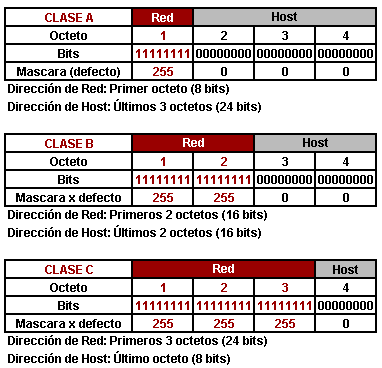 CLASE A Red Host
Octeto 1 2 3 4
Bits 11111111 00000000 00000000 00000000
Mascara (defecto) 255 0 0 0
Dirección de Red: Primer octeto (8 bits)
Dirección de Host: Últimos 3 octetos (24 bits)
CLASE B Red Host
Octeto 1 2 3 4
Bits 11111111 11111111 00000000 00000000
Mascara x defecto 255 255 0 0
Dirección de Red: Primeros 2 octetos (16 bits)
Dirección de Host: Últimos 2 octetos (16 bits)
CLASE C Red Host
Octeto 1 2 3 4
Bits 11111111 11111111 11111111 00000000
Mascara x defecto 255 255 255 0
Dirección de Red: Primeros 3 octetos (24 bits)
Dirección de Host: Último octeto (8 bits)